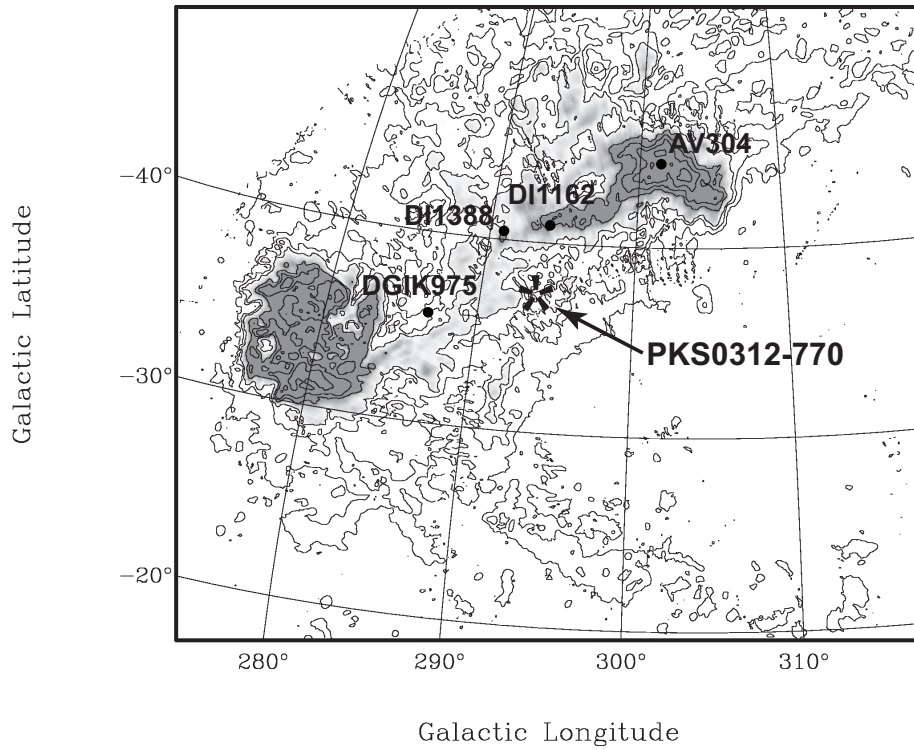 AV304
−40°
DI1162
DI1388
DGIK975
PKS0312-770
−30°
−20°
280°
290°
300°
310°
Galactic Latitude
Galactic Longitude